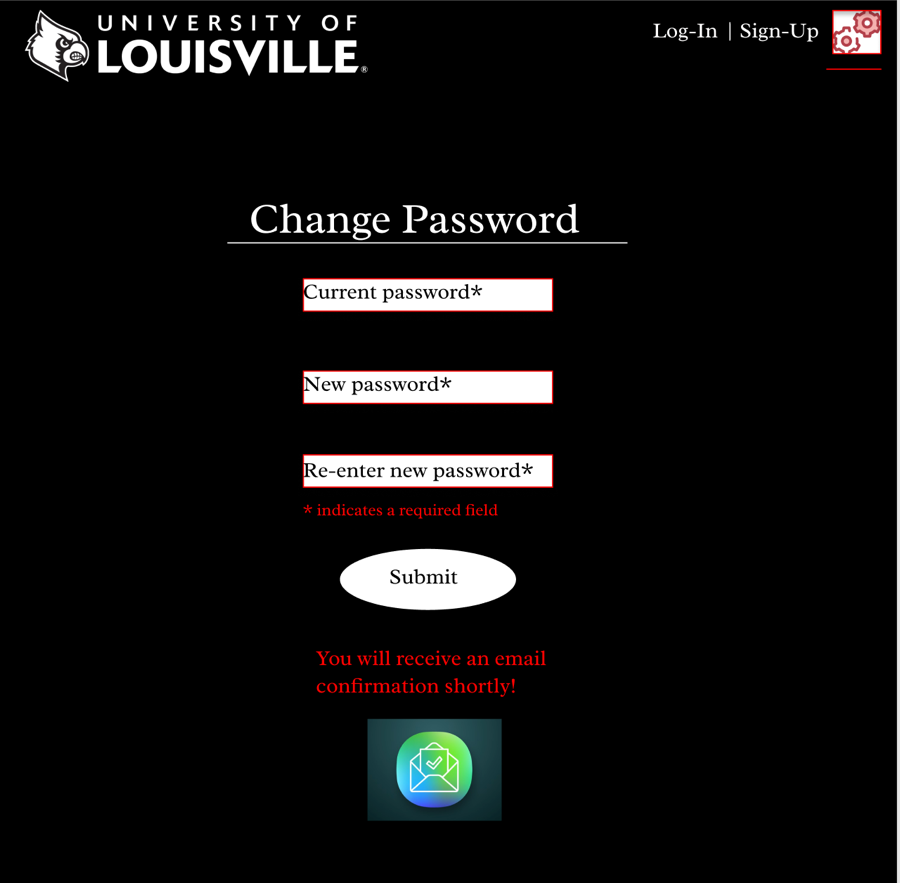 UNIVERSITY OF
LOUISVILLE®
Log-In | Sign-Up
Change Password
Current password*
New password*
Re-enter new password*
* indicates a required field
Submit
You will receive an email
confirmation shortly!